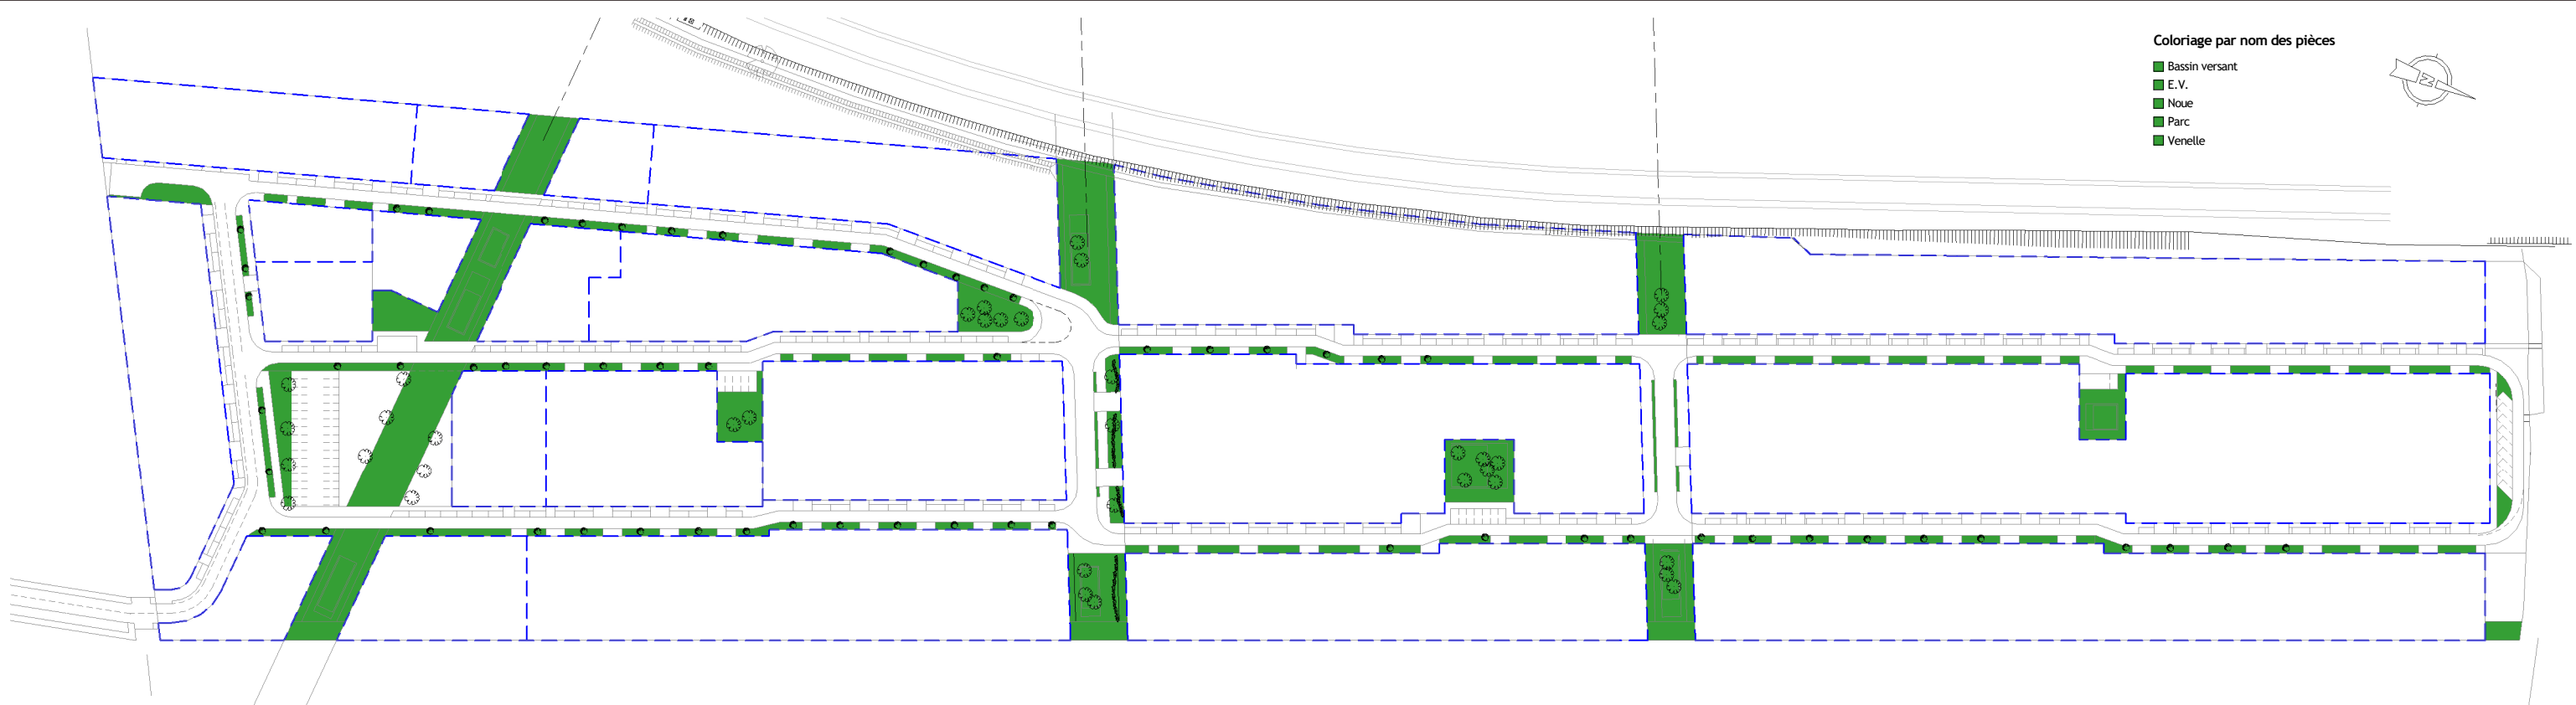 Coloriage par nom des pièces
Bassin versant
E.V.
Noue
Parc
Venelle
N